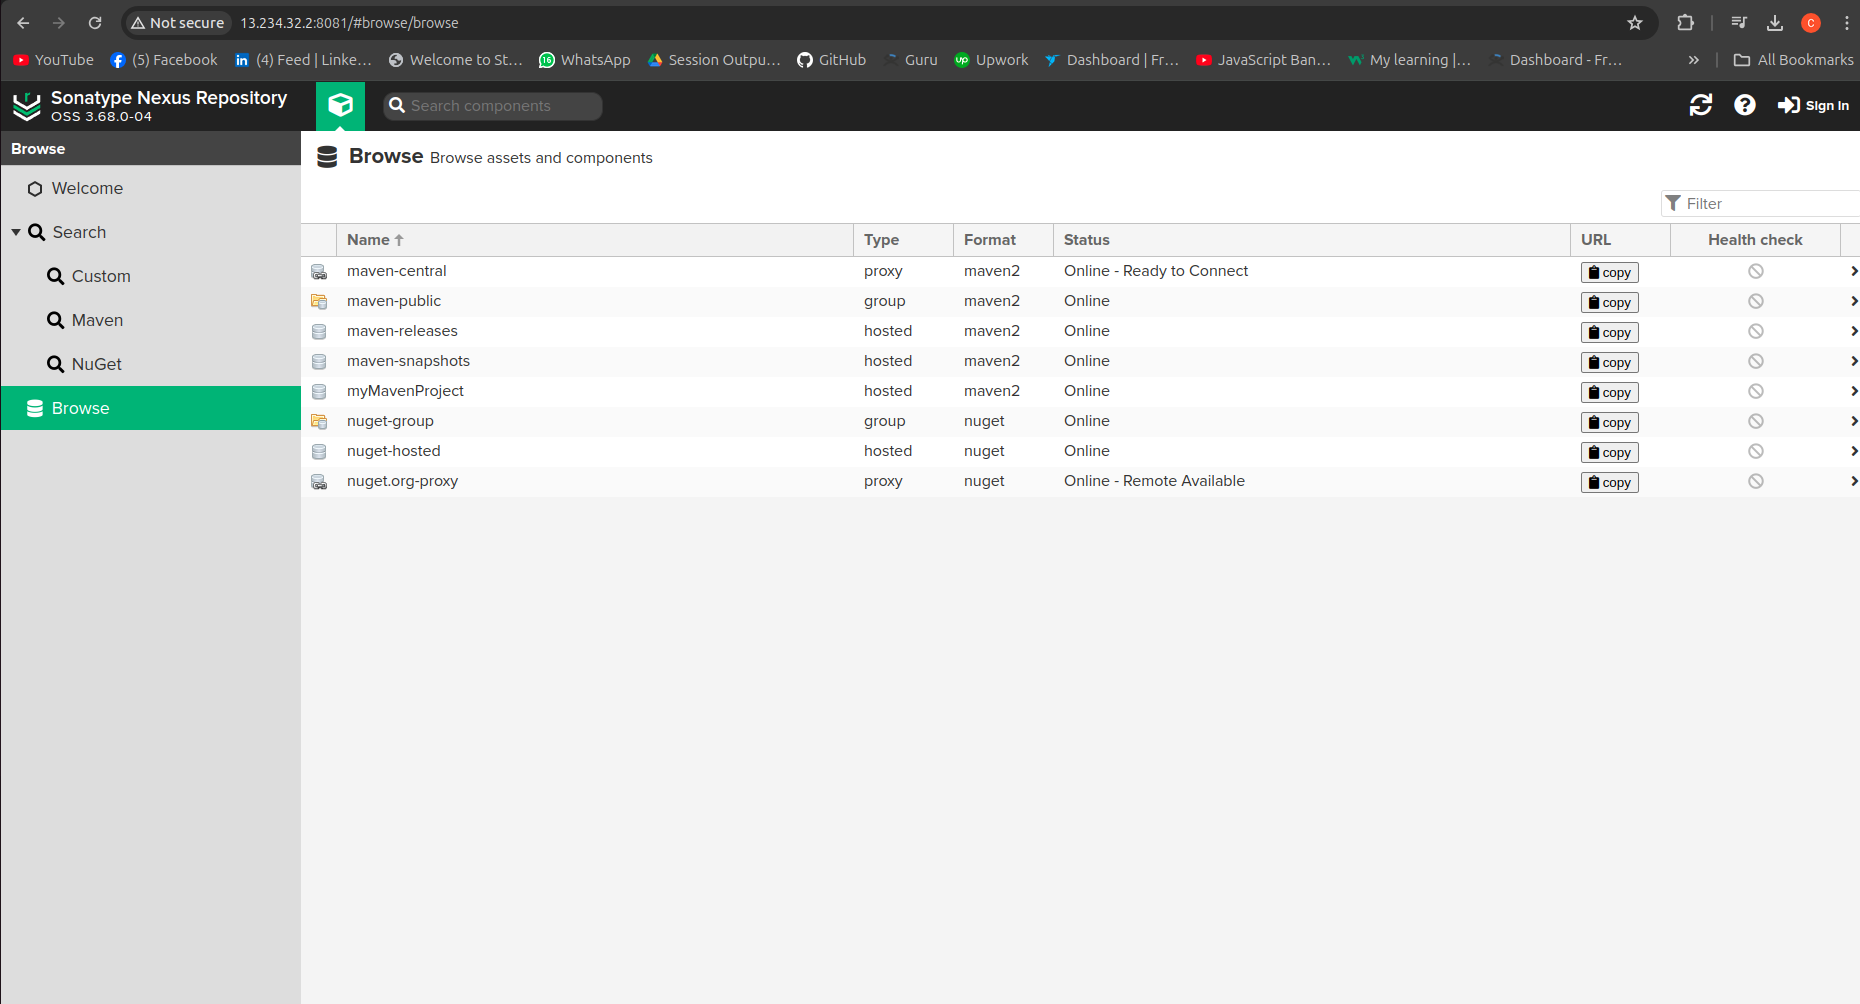 Not secure 13.234.32.2:8081/#browse/browse C
YouTube (5) Facebook (4) Feed | Linke... Welcome to St... 16 WhatsApp Session Outpu... GitHub Guru up Upwork Dashboard | Fr... JavaScript Ban... My learning |... Dashboard - Fr... » All Bookmarks
Sonatype Nexus Repository
OSS 3.68.0-04
Search components
Sign In
Browse
Welcome
Search
Custom
Maven
NuGet
Browse
Browse Browse assets and components
Filter
Name Type Format Status URL Health check
maven-central proxy maven2 Online - Ready to Connect copy
maven-public group maven2 Online copy
maven-releases hosted maven2 Online copy
maven-snapshots hosted maven2 Online copy
myMavenProject hosted maven2 Online copy
nuget-group group nuget Online copy
nuget-hosted hosted nuget Online copy
nuget.org-proxy proxy nuget Online - Remote Available copy